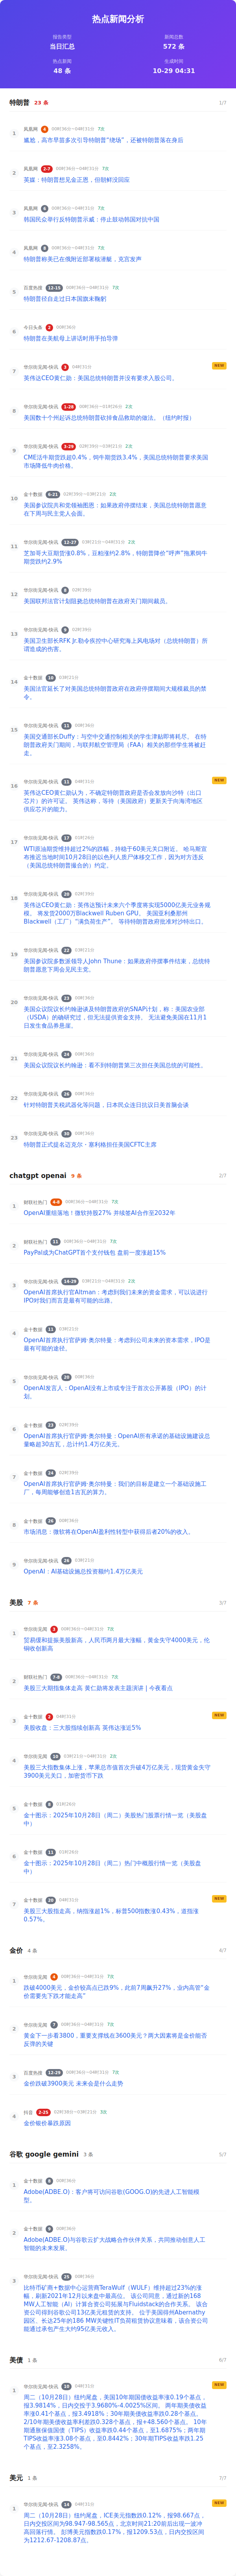 热点新闻分析
报告类型
新闻总数
当日汇总
572 条
热点新闻
生成时间
48 条
10-29 04:31
特朗普 23 条 1/7
1 凤凰网 4 00时36分~04时31分 7次
尴尬，高市早苗多次引导特朗普"绕场"，还被特朗普落在身后
2 凤凰网 2-7 00时36分~04时31分 7次
英媒：特朗普想见金正恩，但朝鲜没回应
3 凤凰网 6 00时36分~04时31分 7次
韩国民众举行反特朗普示威：停止鼓动韩国对抗中国
4 凤凰网 9 00时36分~04时31分 7次
特朗普称美已在俄附近部署核潜艇，克宫发声
5 百度热搜 12-15 00时36分~04时31分 7次
特朗普径自走过日本国旗未鞠躬
6 今日头条 2 00时36分
特朗普在美航母上讲话时用手拍导弹
7 华尔街见闻-快讯 3 04时31分 NEW
英伟达CEO黄仁勋：美国总统特朗普并没有要求入股公司。
8 华尔街见闻-快讯 5-28 00时36分~01时26分 2次
美国数十个州起诉总统特朗普砍掉食品救助的做法。（纽约时报）
9 华尔街见闻-快讯 5-29 02时39分~03时21分 2次
CME活牛期货跌超0.4%，饲牛期货跌3.4%，美国总统特朗普要求美国
市场降低牛肉价格。
10 金十数据 6-21 02时39分~03时21分 2次
美国参议院共和党领袖图恩：如果政府停摆结束，美国总统特朗普愿意
在下周与民主党人会面。
11 华尔街见闻-快讯 12-27 03时21分~04时31分 2次
芝加哥大豆期货涨0.8%，豆粕涨约2.8%，特朗普降价"呼声"拖累饲牛
期货跌约2.9%
12 华尔街见闻-快讯 8 02时39分
美国联邦法官计划阻挠总统特朗普在政府关门期间裁员。
13 华尔街见闻-快讯 9 02时39分
美国卫生部长RFK Jr.勒令疾控中心研究海上风电场对（总统特朗普）所
谓造成的伤害。
14 金十数据 10 03时21分
美国法官延长了对美国总统特朗普政府在政府停摆期间大规模裁员的禁
令。
15 华尔街见闻-快讯 11 00时36分
美国交通部长Duffy：与空中交通控制相关的学生津贴即将耗尽。 在特
朗普政府关门期间，与联邦航空管理局（FAA）相关的那些学生将被赶
走。
16 华尔街见闻-快讯 11 04时31分 NEW
英伟达CEO黄仁勋认为，不确定特朗普政府是否会发放向沙特（出口
芯片）的许可证。 英伟达称，等待（美国政府）更新关于向海湾地区
供应芯片的能力。
17 华尔街见闻-快讯 17 01时26分
WTI原油期货维持超过2%的跌幅，持稳于60美元关口附近。 哈马斯宣
布推迟当地时间10月28日的以色列人质尸体移交工作，因为对方违反
（美国总统特朗普撮合的）约定。
18 华尔街见闻-快讯 20 02时39分
英伟达CEO黄仁勋：英伟达预计未来六个季度将实现5000亿美元业务规
模。 将发货2000万Blackwell Ruben GPU。 美国亚利桑那州
Blackwell（工厂）"满负荷生产"。 等待特朗普政府批准对沙特出口。
19 华尔街见闻-快讯 22 03时21分
美国参议院多数派领导人John Thune：如果政府停摆事件结束，总统特
朗普愿意下周会见民主党。
20 华尔街见闻-快讯 23 00时36分
美国众议院议长约翰逊谈及特朗普政府的SNAP计划，称：美国农业部
（USDA）的确研究过，但无法提供资金支持。 无法避免美国在11月1
日发生食品券悬崖。
21 华尔街见闻-快讯 24 00时36分
美国众议院议长约翰逊：看不到特朗普第三次担任美国总统的可能性。
22 华尔街见闻-快讯 26 00时36分
针对特朗普关税武器化等问题，日本民众连日抗议日美首脑会谈
23 华尔街见闻-快讯 30 00时36分
特朗普正式提名迈克尔・塞利格担任美国CFTC主席
chatgpt openai 9 条 2/7
1 财联社热门 4-8 00时36分~04时31分 7次
OpenAI重组落地！微软持股27% 并续签AI合作至2032年
2 财联社热门 11 00时36分~04时31分 7次
PayPal成为ChatGPT首个支付钱包 盘前一度涨超15%
3 华尔街见闻-快讯 14-29 03时21分~04时31分 2次
OpenAI首席执行官Altman：考虑到我们未来的资金需求，可以说进行
IPO对我们而言是最有可能的出路。
4 金十数据 11 03时21分
OpenAI首席执行官萨姆·奥尔特曼：考虑到公司未来的资本需求，IPO是
最有可能的途径。
5 华尔街见闻-快讯 20 00时36分
OpenAI发言人：OpenAI没有上市或专注于首次公开募股（IPO）的计
划。
6 金十数据 23 02时39分
OpenAI首席执行官萨姆·奥尔特曼：OpenAI所有承诺的基础设施建设总
量略超30吉瓦，总计约1.4万亿美元。
7 金十数据 24 02时39分
OpenAI首席执行官萨姆·奥尔特曼：我们的目标是建立一个基础设施工
厂，每周能够创造1吉瓦的算力。
8 金十数据 26 00时36分
市场消息：微软将在OpenAI盈利性转型中获得后者20%的收入。
9 华尔街见闻-快讯 26 03时21分
OpenAI：AI基础设施总投资额约1.4万亿美元
美股 7 条 3/7
1 华尔街见闻 3 00时36分~04时31分 7次
贸易缓和提振美股新高，人民币两月最大涨幅，黄金失守4000美元，伦
铜收创新高
2 财联社热门 7-8 00时36分~04时31分 7次
美股三大期指集体走高 黄仁勋将发表主题演讲 | 今夜看点
3 金十数据 2 04时31分 NEW
美股收盘：三大股指续创新高 英伟达涨近5%
4 华尔街见闻 10 03时21分~04时31分 2次
美股三大指数集体上涨，苹果总市值首次升破4万亿美元，现货黄金失守
3900美元关口，加密货币下跌
5 金十数据 8 01时26分
金十图示：2025年10月28日（周二）美股热门股票行情一览（美股盘
中）
6 金十数据 11 01时26分
金十图示：2025年10月28日（周二）热门中概股行情一览（美股盘
中）
7 金十数据 20 04时31分 NEW
美股三大股指走高，纳指涨超1%，标普500指数涨0.43%，道指涨
0.57%。
金价 4 条 4/7
1 华尔街见闻 4 00时36分~04时31分 7次
跌破4000美元，金价较高点已跌9%，此前7周飙升27%，业内高管"金
价需要先下跌才能走高"
2 华尔街见闻 7 00时36分~04时31分 7次
黄金下一步看3800，重要支撑线在3600美元？两大因素将是金价能否
反弹的关键
3 百度热搜 12-29 00时36分~04时31分 7次
金价跌破3900美元 未来会是什么走势
4 抖音 2-25 01时38分~03时21分 3次
金价银价暴跌原因
谷歌 google gemini 3 条 5/7
1 金十数据 8 00时36分
Adobe(ADBE.O)：客户将可访问谷歌(GOOG.O)的先进人工智能模
型。
2 金十数据 9 00时36分
Adobe(ADBE.O)与谷歌云扩大战略合作伙伴关系，共同推动创意人工
智能的未来发展。
3 华尔街见闻-快讯 25 00时36分
比特币矿商+数据中心运营商TeraWulf（WULF）维持超过23%的涨
幅，刷新2021年12月以来盘中最高位。 该公司同意，通过新的168
MW人工智能（AI）计算合资公司拓展与Fluidstack的合作关系。 该合
资公司得到谷歌公司13亿美元租赁的支持。 位于美国得州Abernathy
园区、长达25年的186 MW关键性IT负荷租赁协议意味着，该合资公司
能通过承包产生大约95亿美元收入。
美债 1 条 6/7
1 华尔街见闻-快讯 10 04时31分 NEW
周二（10月28日）纽约尾盘，美国10年期国债收益率涨0.19个基点，
报3.9814%，日内交投于3.9680%-4.0025%区间。 两年期美债收益
率涨0.41个基点，报3.4918%；30年期美债收益率跌0.28个基点。
2/10年期美债收益率利差跌0.328个基点，报+48.560个基点。 10年
期通胀保值国债（TIPS）收益率跌0.44个基点，至1.6875%；两年期
TIPS收益率涨3.08个基点，至0.8442%；30年期TIPS收益率跌1.25
个基点，至2.3258%。
美元 1 条 7/7
1 华尔街见闻-快讯 14 04时31分 NEW
周二（10月28日）纽约尾盘，ICE美元指数跌0.12%，报98.667点，
日内交投区间为98.947-98.565点，北京时间21:20前后出现一波冲
高回落行情。 彭博美元指数跌0.17%，报1209.53点，日内交投区间
为1212.67-1208.87点。